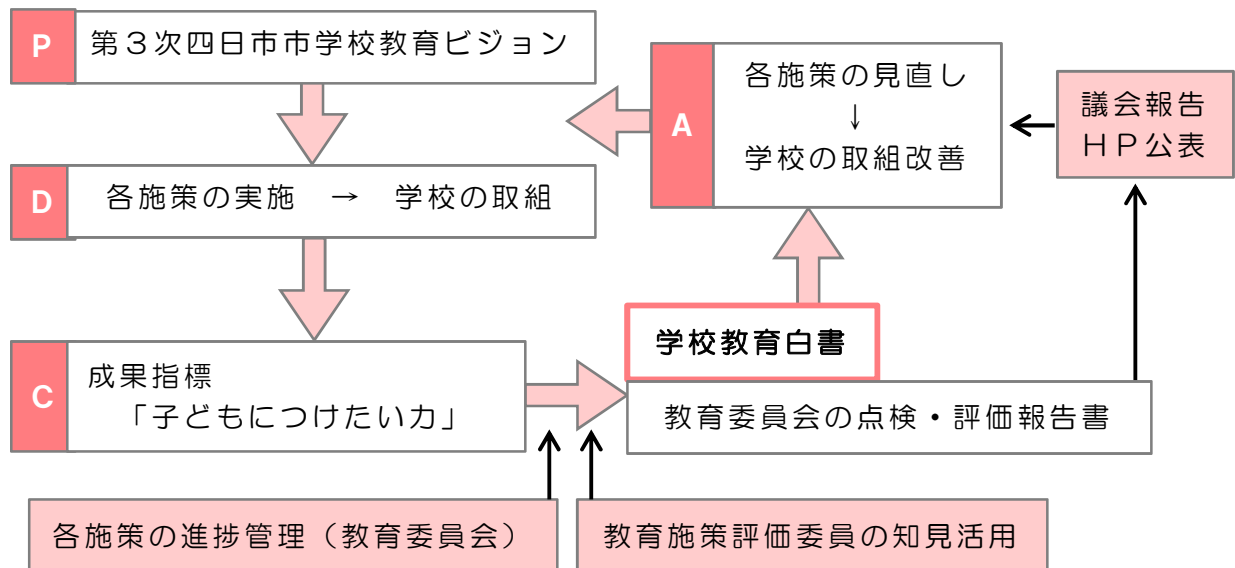 P 第３次四日市市学校教育ビジョン
D 各施策の実施　→　学校の取組
C 成果指標
「子どもにつけたい力」
各施策の進捗管理（教育委員会）
教育施策評価委員の知見活用
学校教育白書
教育委員会の点検・評価報告書
A 各施策の見直し
↓
学校の取組改善
議会報告
ＨＰ公表